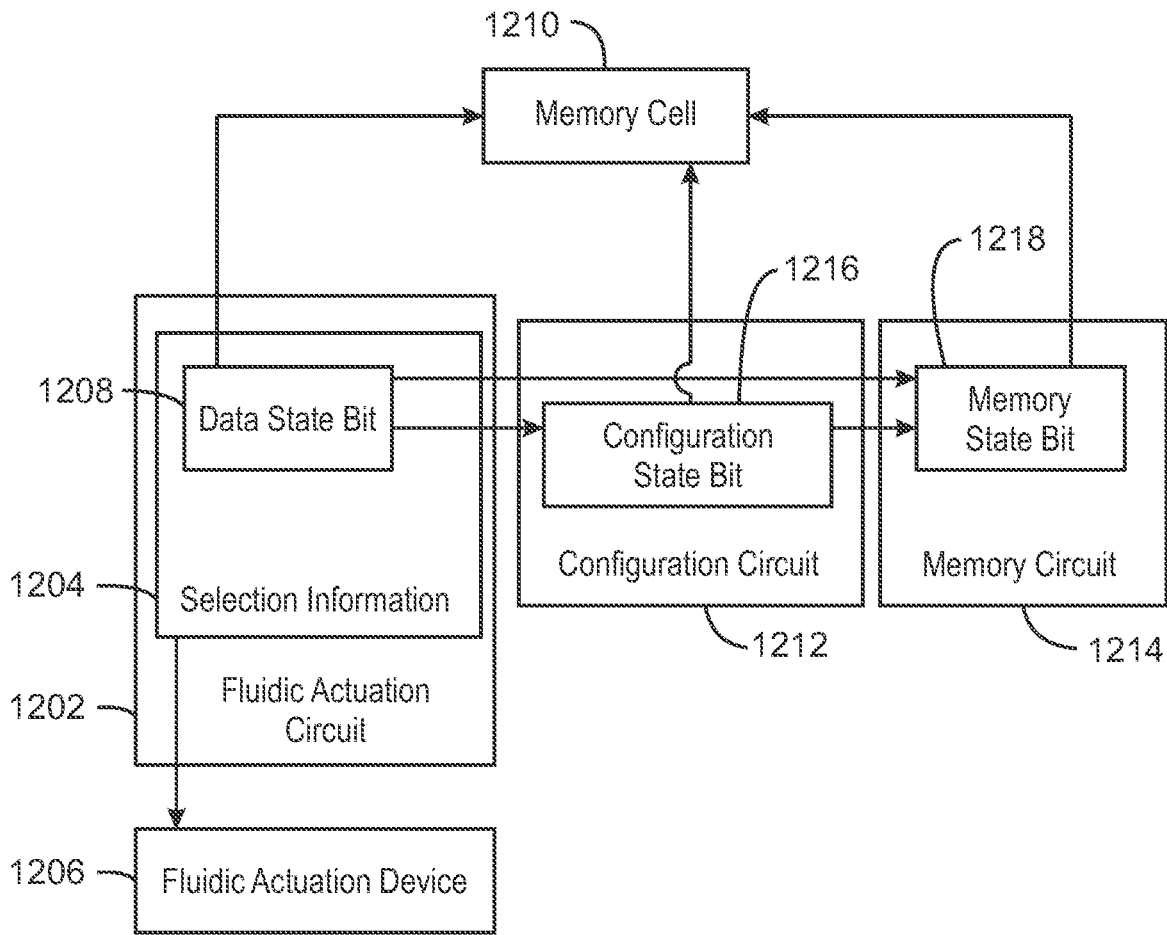 1210
Memory Cell
1218
1216
1208
Data State Bit
Configuration
State Bit
Memory
State Bit
1204
Selection Information
Configuration Circuit
Memory Circuit
1212
1214
1202
Fluidic Actuation
Circuit
1206
Fluidic Actuation Device